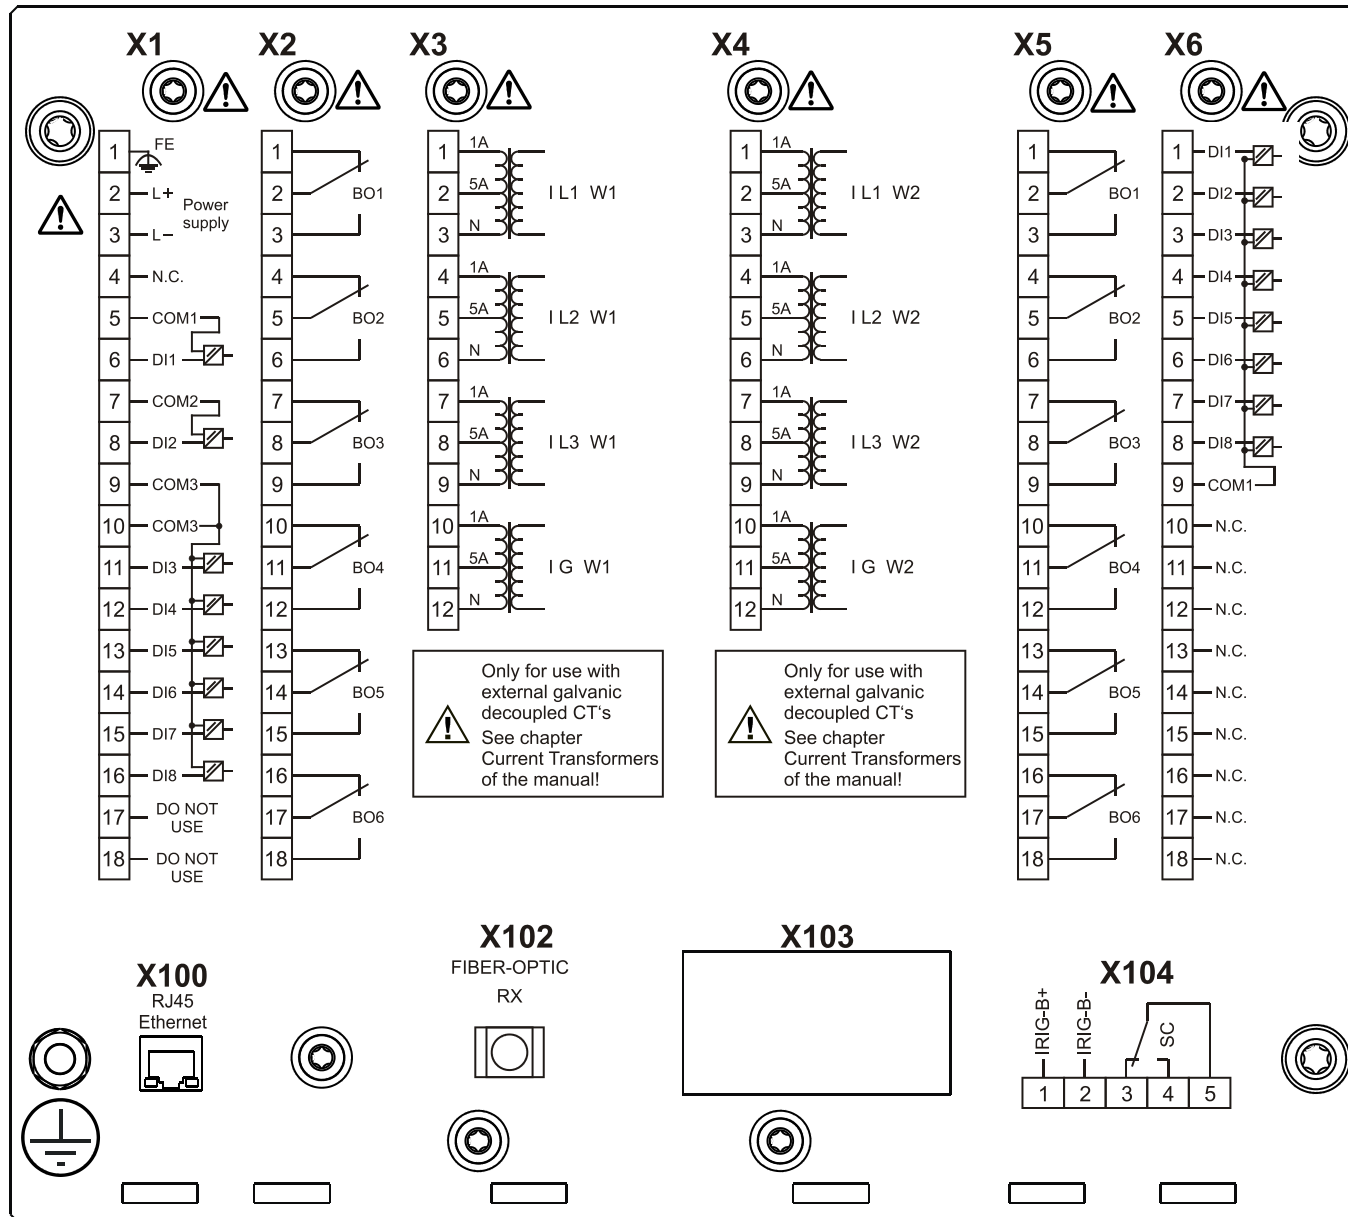 X1
X2
X3
X4
X5
X6
1 FE
2 L+
Power
supply
3 L−
4 N.C.
5 COM1
6 DI1
7 COM2
8 DI2
9 COM3
10 COM3
11 DI3
12 DI4
13 DI5
14 DI6
15 DI7
16 DI8
17 DO NOT
USE
18 DO NOT
USE
1
2 BO1
3
4
5 BO2
6
7
8 BO3
9
10
11 BO4
12
13
14 BO5
15
16
17 BO6
18
1 1A
2 5A I L1 W1
3 N
4 1A
5 5A I L2 W1
6 N
7 1A
8 5A I L3 W1
9 N
10 1A
11 5A I G W1
12 N
Only for use with
external galvanic
decoupled CT‘s
See chapter
Current Transformers
of the manual!
1 1A
2 5A I L1 W2
3 N
4 1A
5 5A I L2 W2
6 N
7 1A
8 5A I L3 W2
9 N
10 1A
11 5A I G W2
12 N
Only for use with
external galvanic
decoupled CT‘s
See chapter
Current Transformers
of the manual!
1
2 BO1
3
4
5 BO2
6
7
8 BO3
9
10
11 BO4
12
13
14 BO5
15
16
17 BO6
18
1 DI1
2 DI2
3 DI3
4 DI4
5 DI5
6 DI6
7 DI7
8 DI8
9 COM1
10 N.C.
11 N.C.
12 N.C.
13 N.C.
14 N.C.
15 N.C.
16 N.C.
17 N.C.
18 N.C.
X100
RJ45
Ethernet
X102
FIBER-OPTIC
RX
X103
X104
IRIG-B+
IRIG-B-
SC
1 2 3 4 5